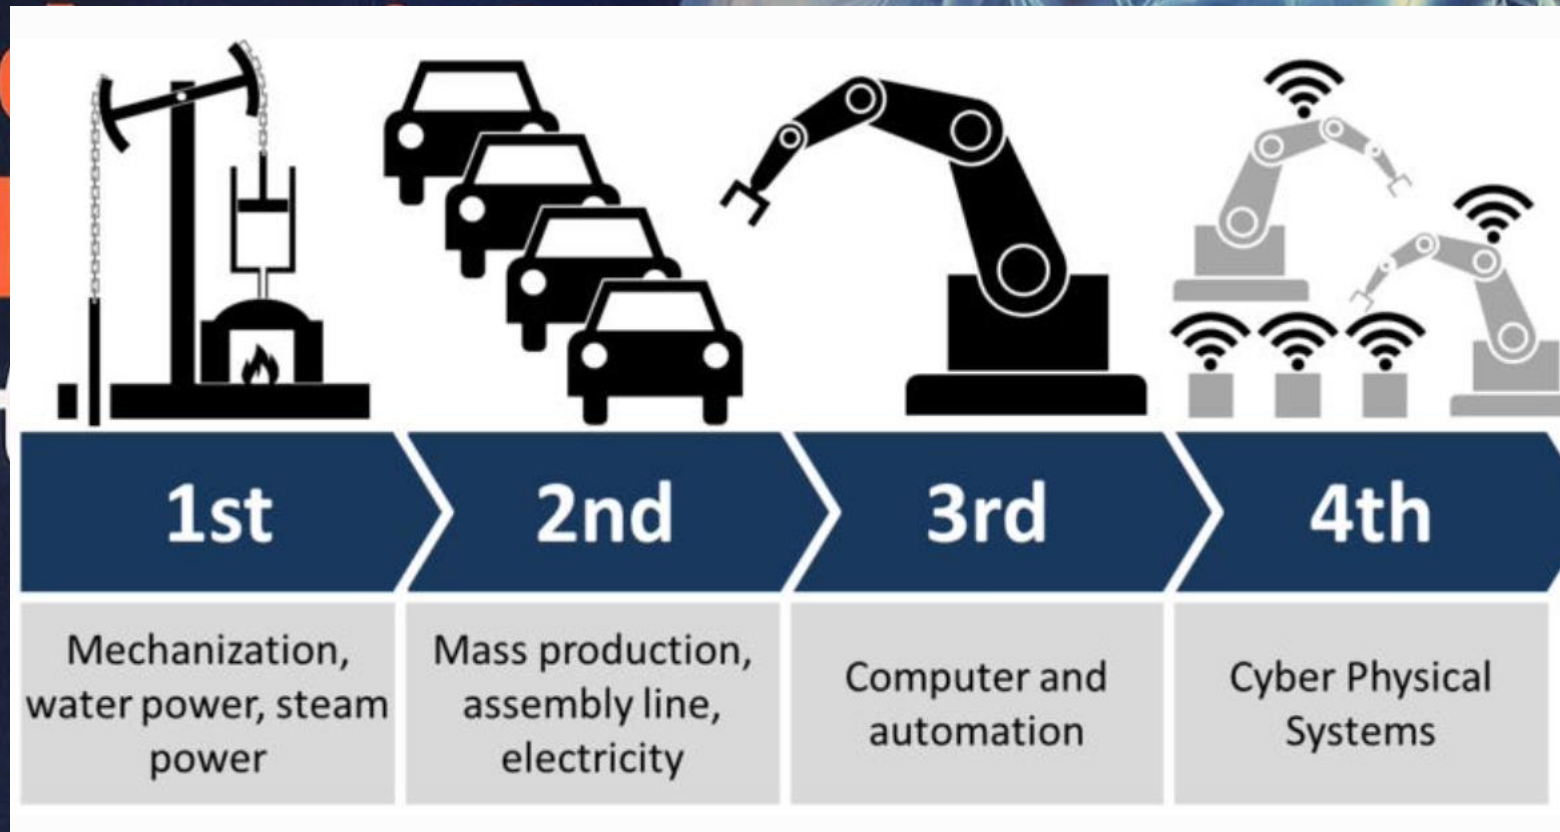 1st
2nd
3rd
4th
Mechanization,
water power, steam
power
Mass production,
assembly line,
electricity
Computer and
automation
Cyber Physical
Systems